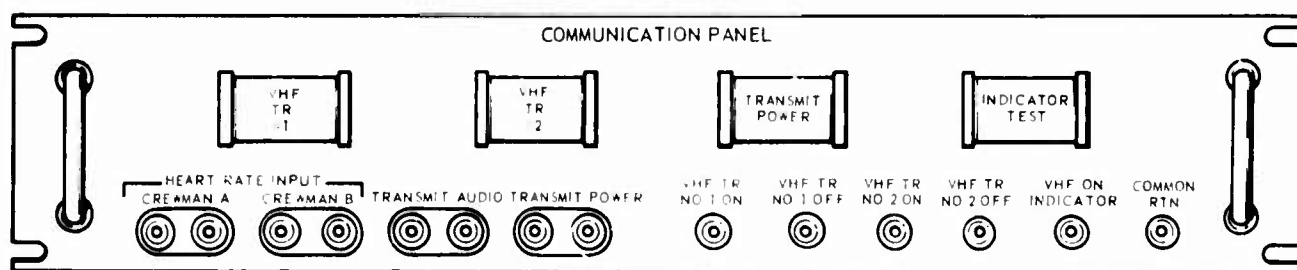 COMMUNICATION PANEL
VHF
TR
1
VHF
TR
2
TRANSMIT
POWER
INDICATOR
TEST
HEART RATE INPUT
CREWMAN A
CREWMAN B
TRANSMIT AUDIO
TRANSMIT POWER
VHF TR
NO 1 ON
VHF TR
NO 1 OFF
VHF TR
NO 2 ON
VHF TR
NO 2 OFF
VHF ON
INDICATOR
COMMON
RTN